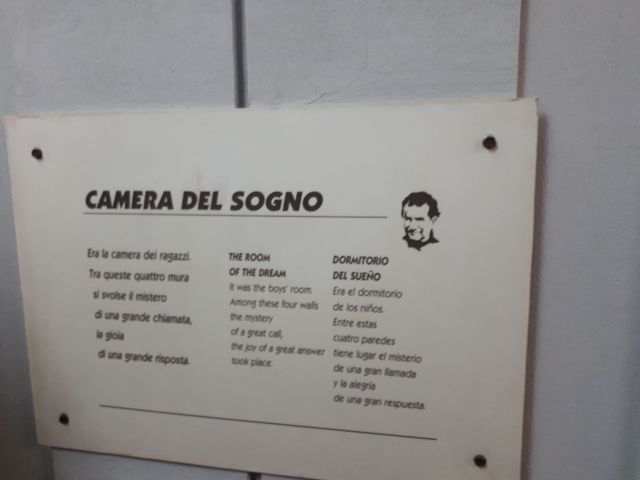 CAMERA DEL SOGNO
Era la camera dei ragazzi.
Tra queste quattro mura
si svolse il mistero
di una grande chiamata,
la gioia
di una grande risposta.
THE ROOM
OF THE DREAM
It was the boys' room.
Among these four walls
the mystery
of a great call,
the joy of a great answer
took place.
DORMITORIO
DEL SUEÑO
Era el dormitorio
de los niños.
Entre estas
cuatro paredes
tiene lugar el misterio
de una gran llamada
y la alegria
de una gran respuesta.